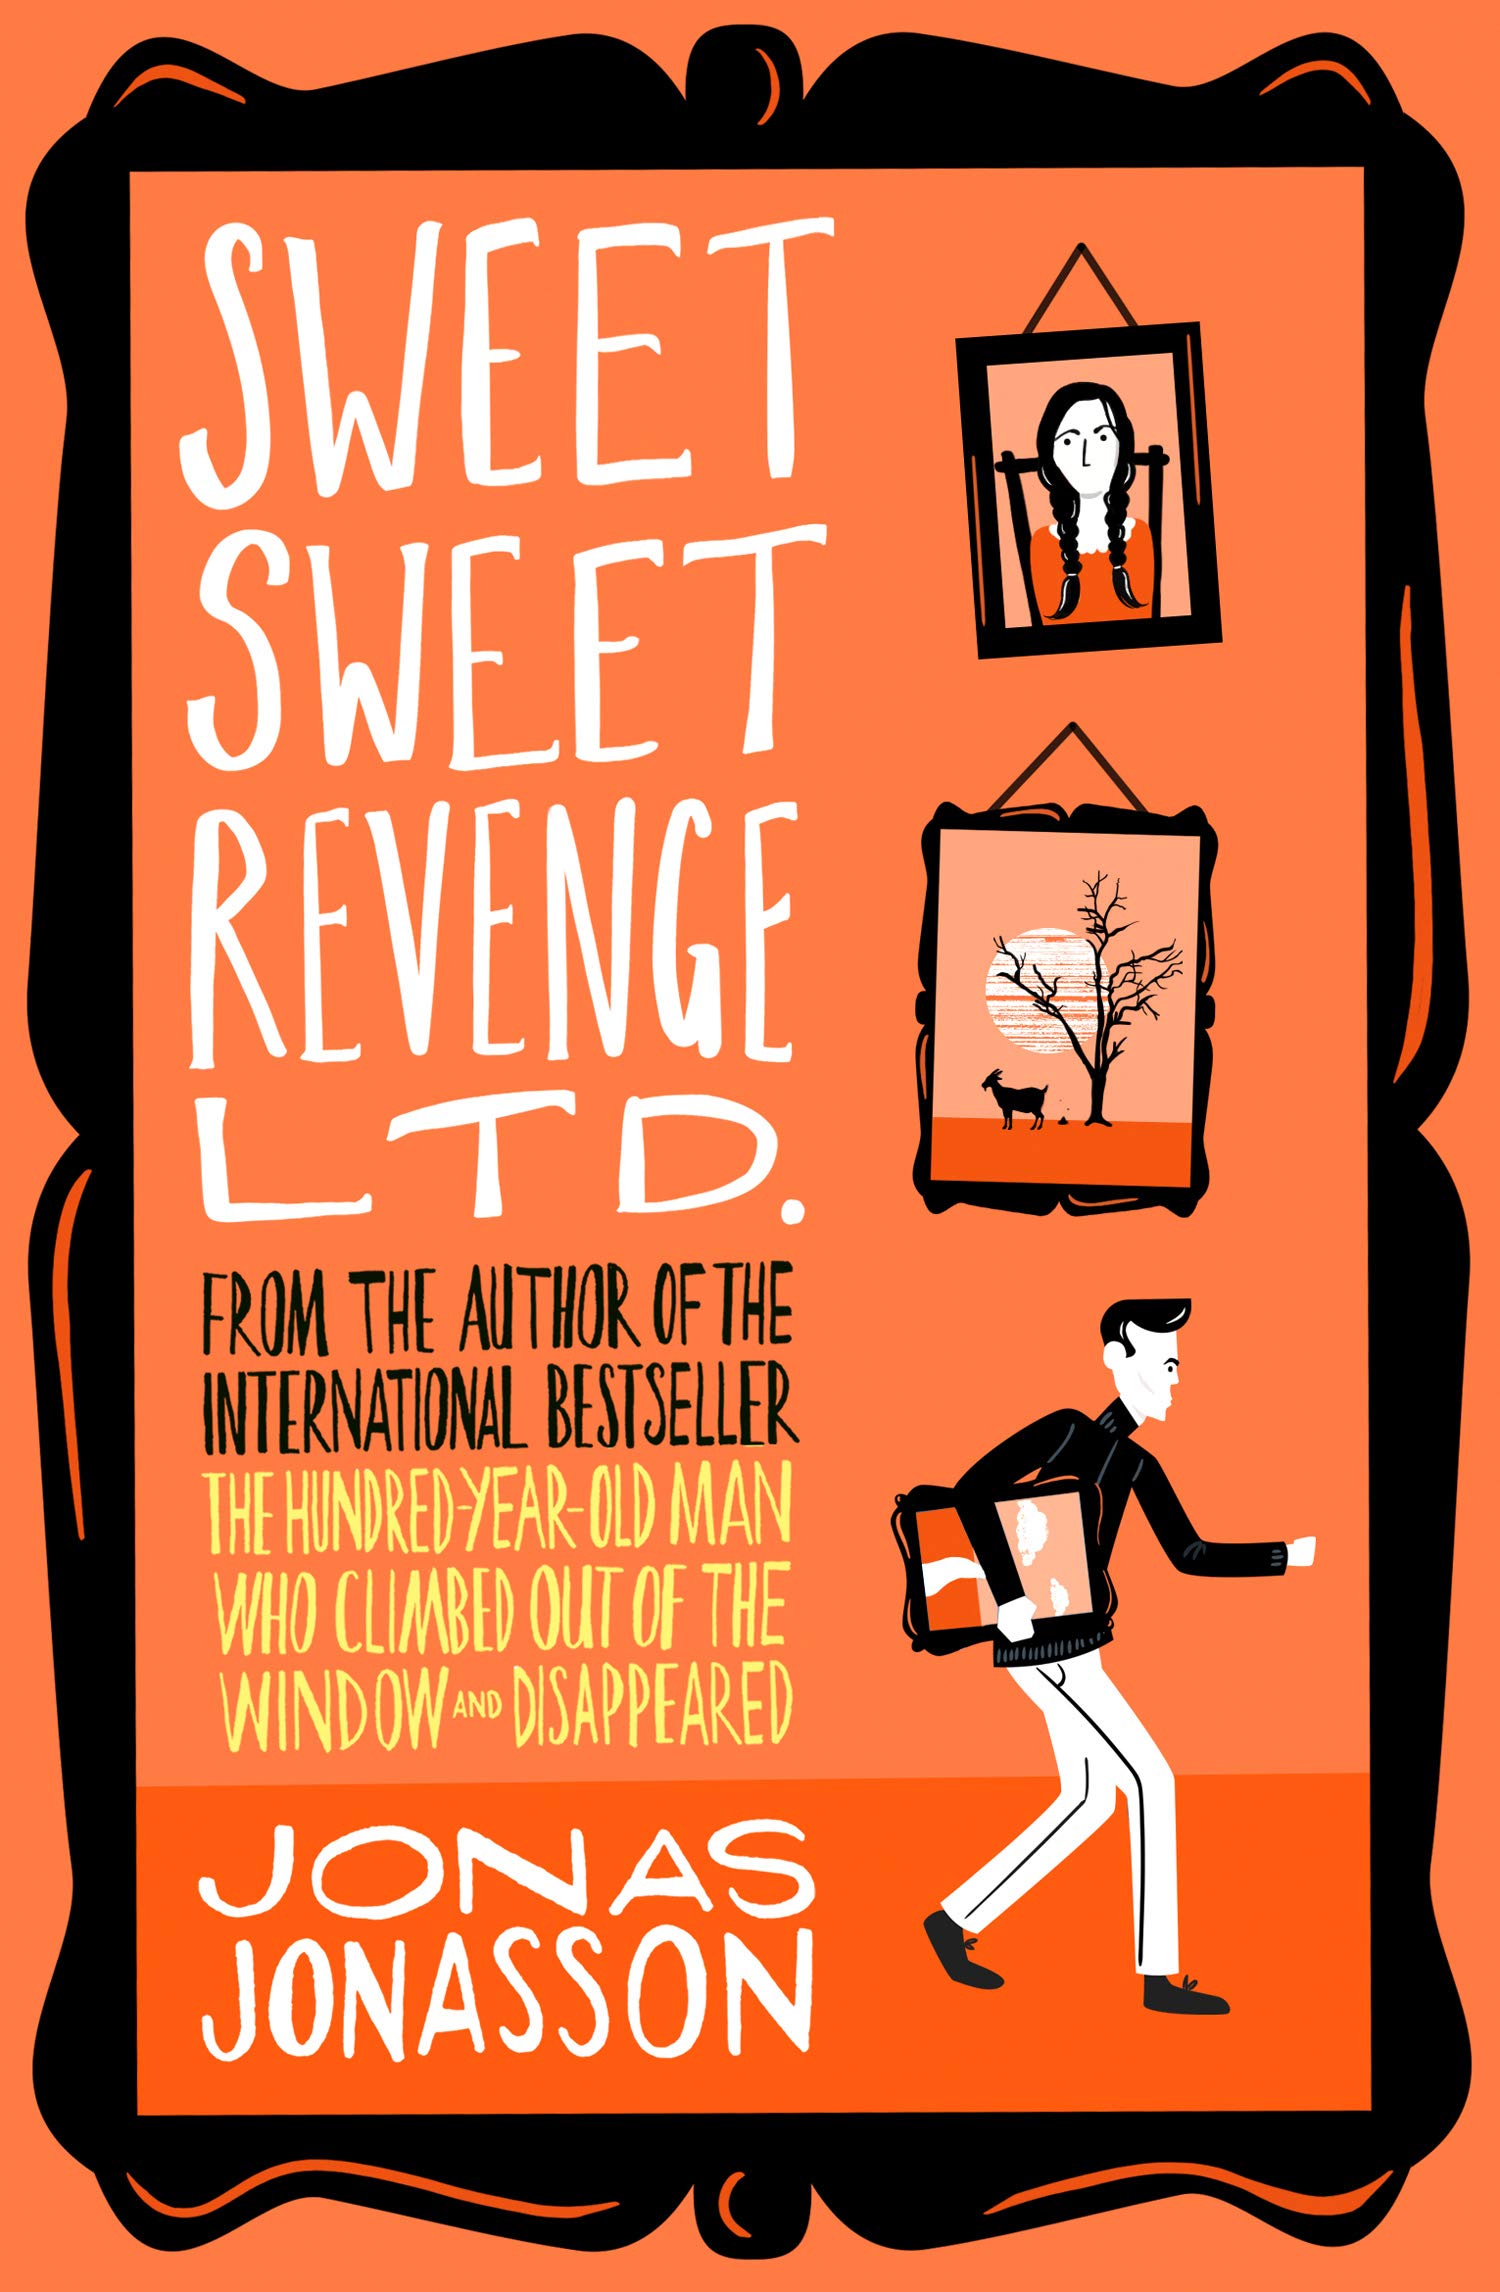 SWEET
SWEET
REVENGE
LTD.
FROM THE AUTHOR OF THE
INTERNATIONAL BESTSELLER
THE HUNDRED-YEAR-OLD MAN
WHO CLIMBED OUT OF THE
WINDOW AND DISAPPEARED
JONAS
JONASSON